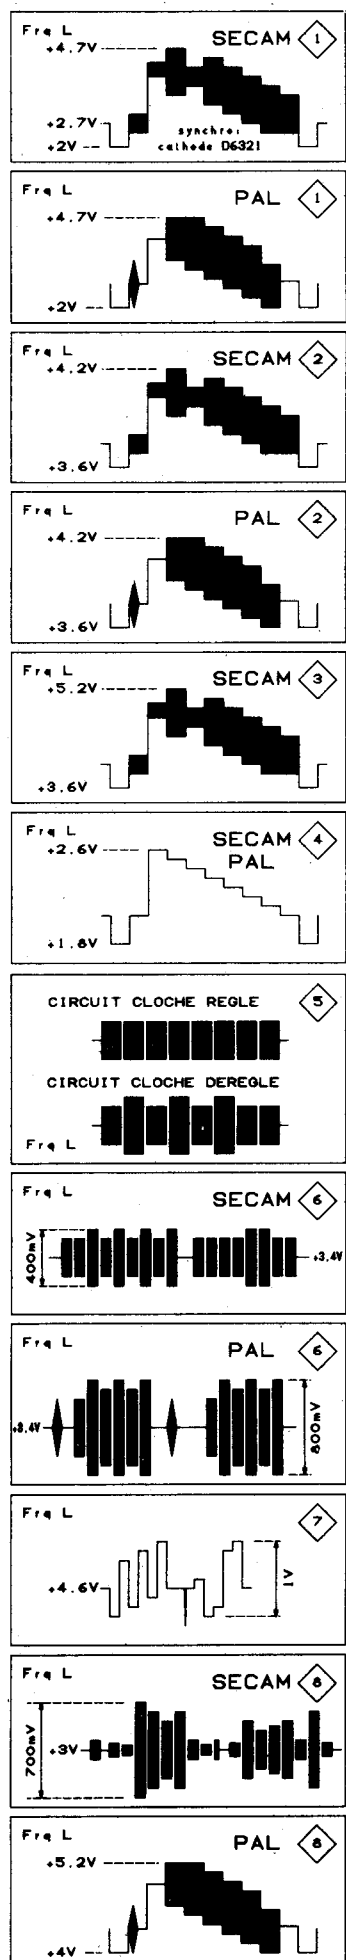 Frq L SECAM 1
+4.7V
+2.7V
synchro:
+2V
cathode D6321
Frq L
PAL 1
+4.7V
+2V
Frq L
SECAM 2
+4.2V
+3.6V
Frq L
PAL 2
+4.2V
+3.6V
Frq L
SECAM 3
+5.2V
+3.6V
Frq L
SECAM 4
+2.6V
PAL
+1.8V
5
CIRCUIT CLOCHE REGLE
CIRCUIT CLOCHE DEREGLE
Frq L
Frq L
SECAM 6
400mV
+3,4V
Frq L
PAL 6
+3.4V
800mV
Frq L
7
+4.6V
1V
Frq L
SECAM 8
700mV
+3V
Frq L
PAL 8
+5.2V
+4V